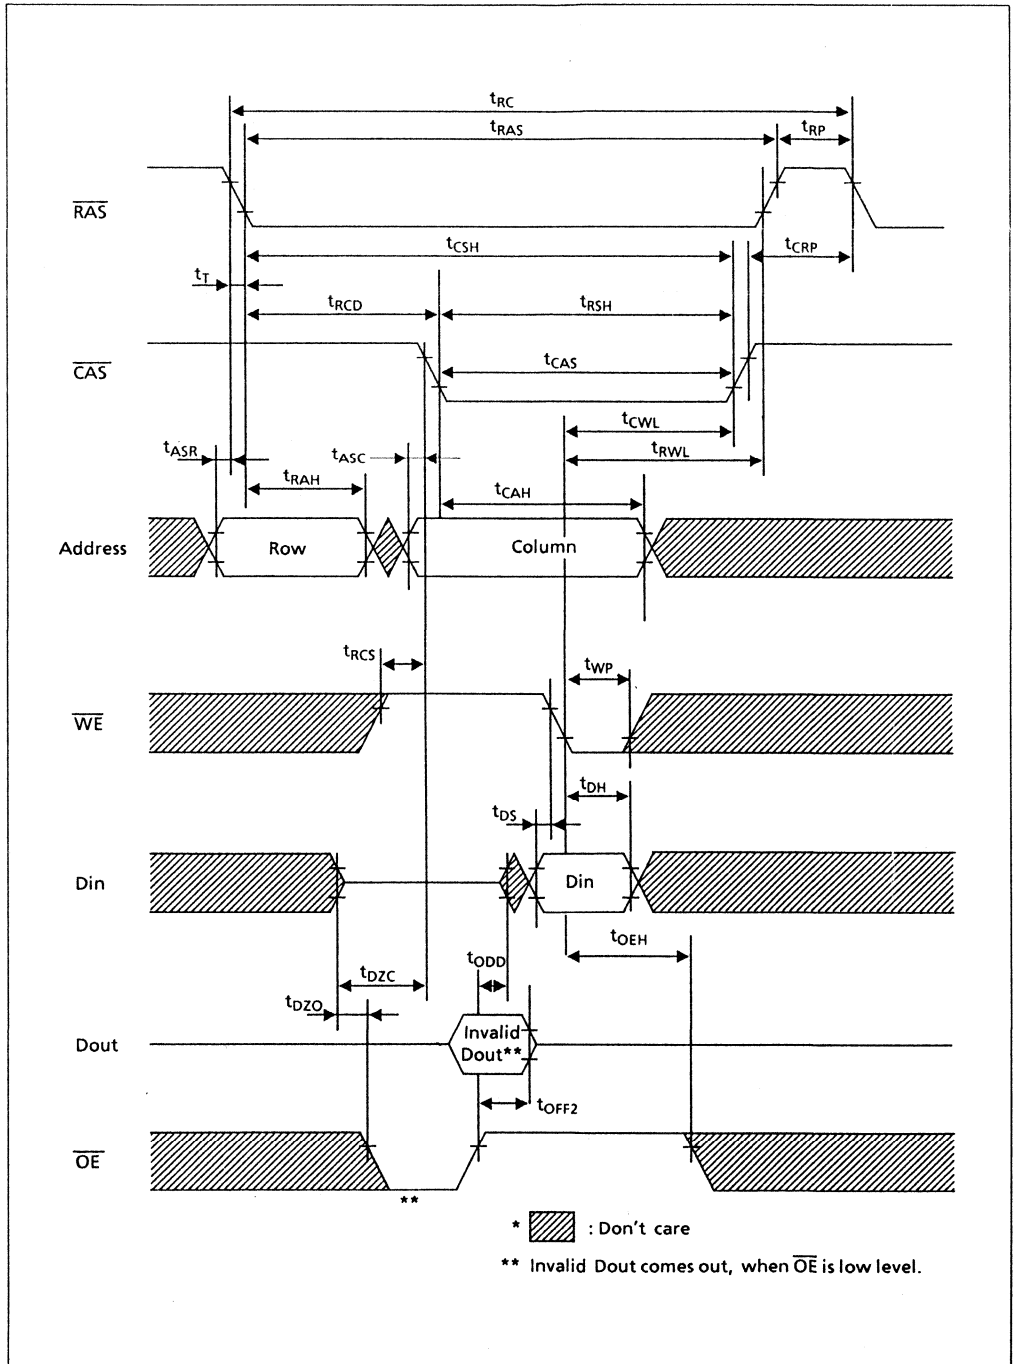 tRC
tRAS
tRP
RAS
tCSH
tCRP
tT
tRCD
tRSH
CAS
tCAS
tCWL
tASR
tASC
tRWL
tRAH
tCAH
Address
Row
Column
tRCS
tWP
WE
tDH
tDS
Din
Din
tOEH
tODD
tDZC
tDZO
Dout
Invalid
Dout**
tOFF2
OE
**
* : Don't care
** Invalid Dout comes out, when OE is low level.